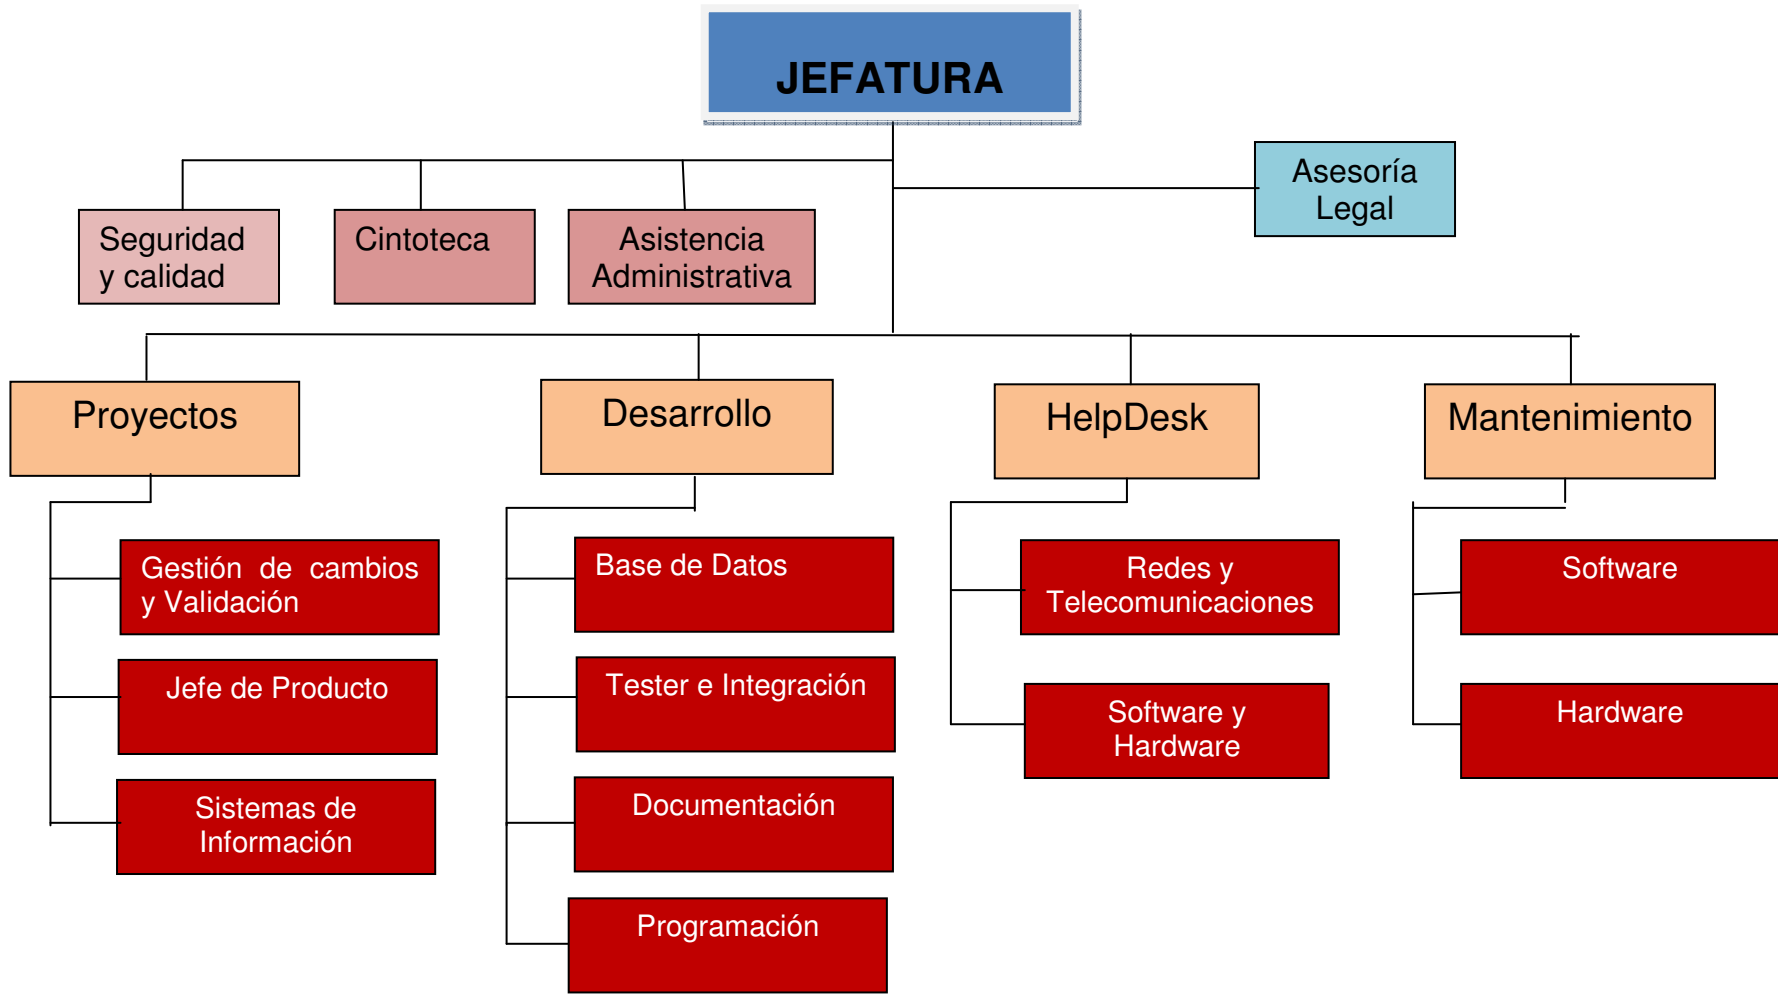 JEFATURA
Asesoría
Legal
Seguridad
y calidad
Cintoteca
Asistencia
Administrativa
Proyectos
Desarrollo
HelpDesk
Mantenimiento
Gestión de cambios
y Validación
Jefe de Producto
Sistemas de
Información
Base de Datos
Tester e Integración
Documentación
Programación
Redes y
Telecomunicaciones
Software y
Hardware
Software
Hardware